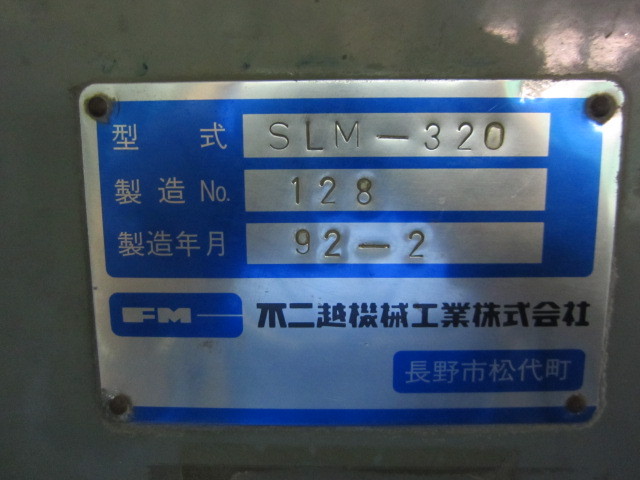 型式 SLM-320
製造No. 128
製造年月 92-2
FM 不二越機械工業株式会社
長野市松代町